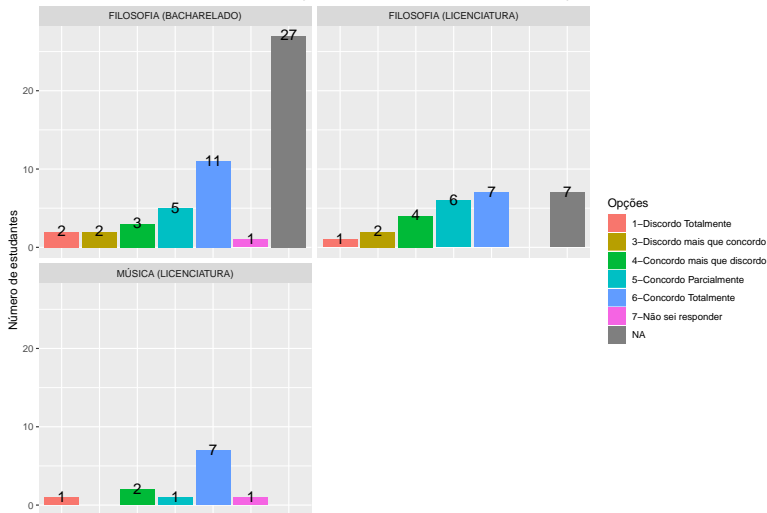 FILOSOFIA (BACHARELADO)
FILOSOFIA (LICENCIATURA)
27
20
11
10
5
3
2
2
1
0
7
7
6
4
2
1
MÚSICA (LICENCIATURA)
20
10
7
2
1
1
1
0
Número de estudantes
Opções
1−Discordo Totalmente
3−Discordo mais que concordo
4−Concordo mais que discordo
5−Concordo Parcialmente
6−Concordo Totalmente
7−Não sei responder
NA